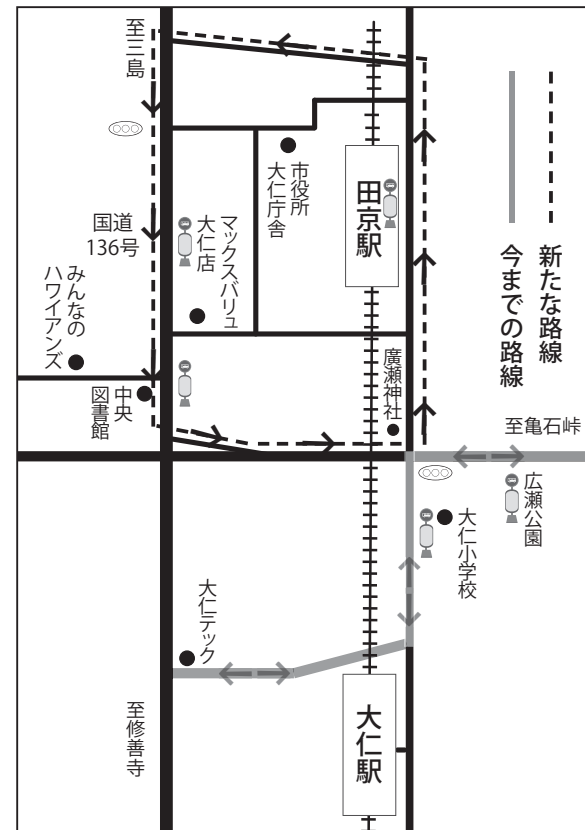 新たな路線
今までの路線
至亀石峠
広瀬公園
大仁小学校
田京駅
廣瀬神社
大仁駅
市役所
大仁庁舎
マックスバリュ
大仁店
大仁テック
至三島
国道
136号
みんなの
ハワイアンズ
中央
図書館
至修善寺